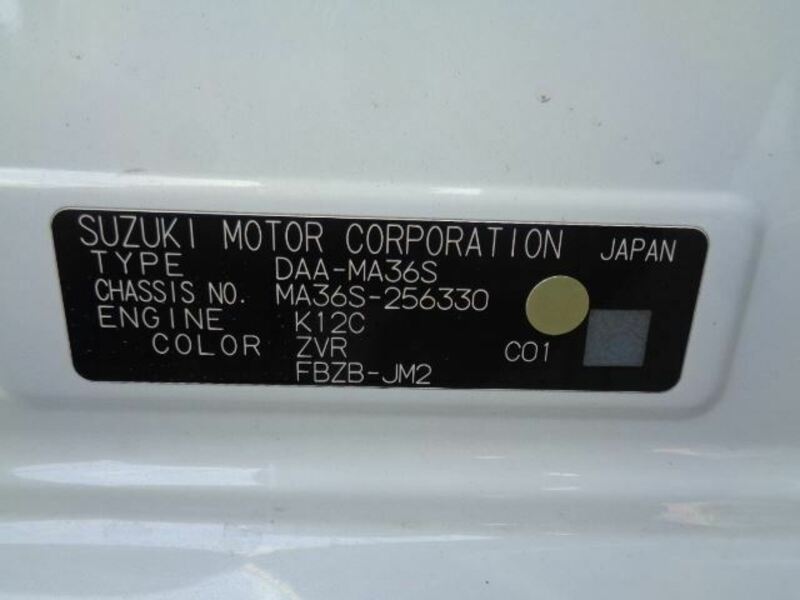 SUZUKI MOTOR CORPORATION JAPAN
TYPE DAA-MA36S
CHASSIS NO. MA36S-256330
ENGINE K12C
COLOR ZVR C01
FBZB-JM2